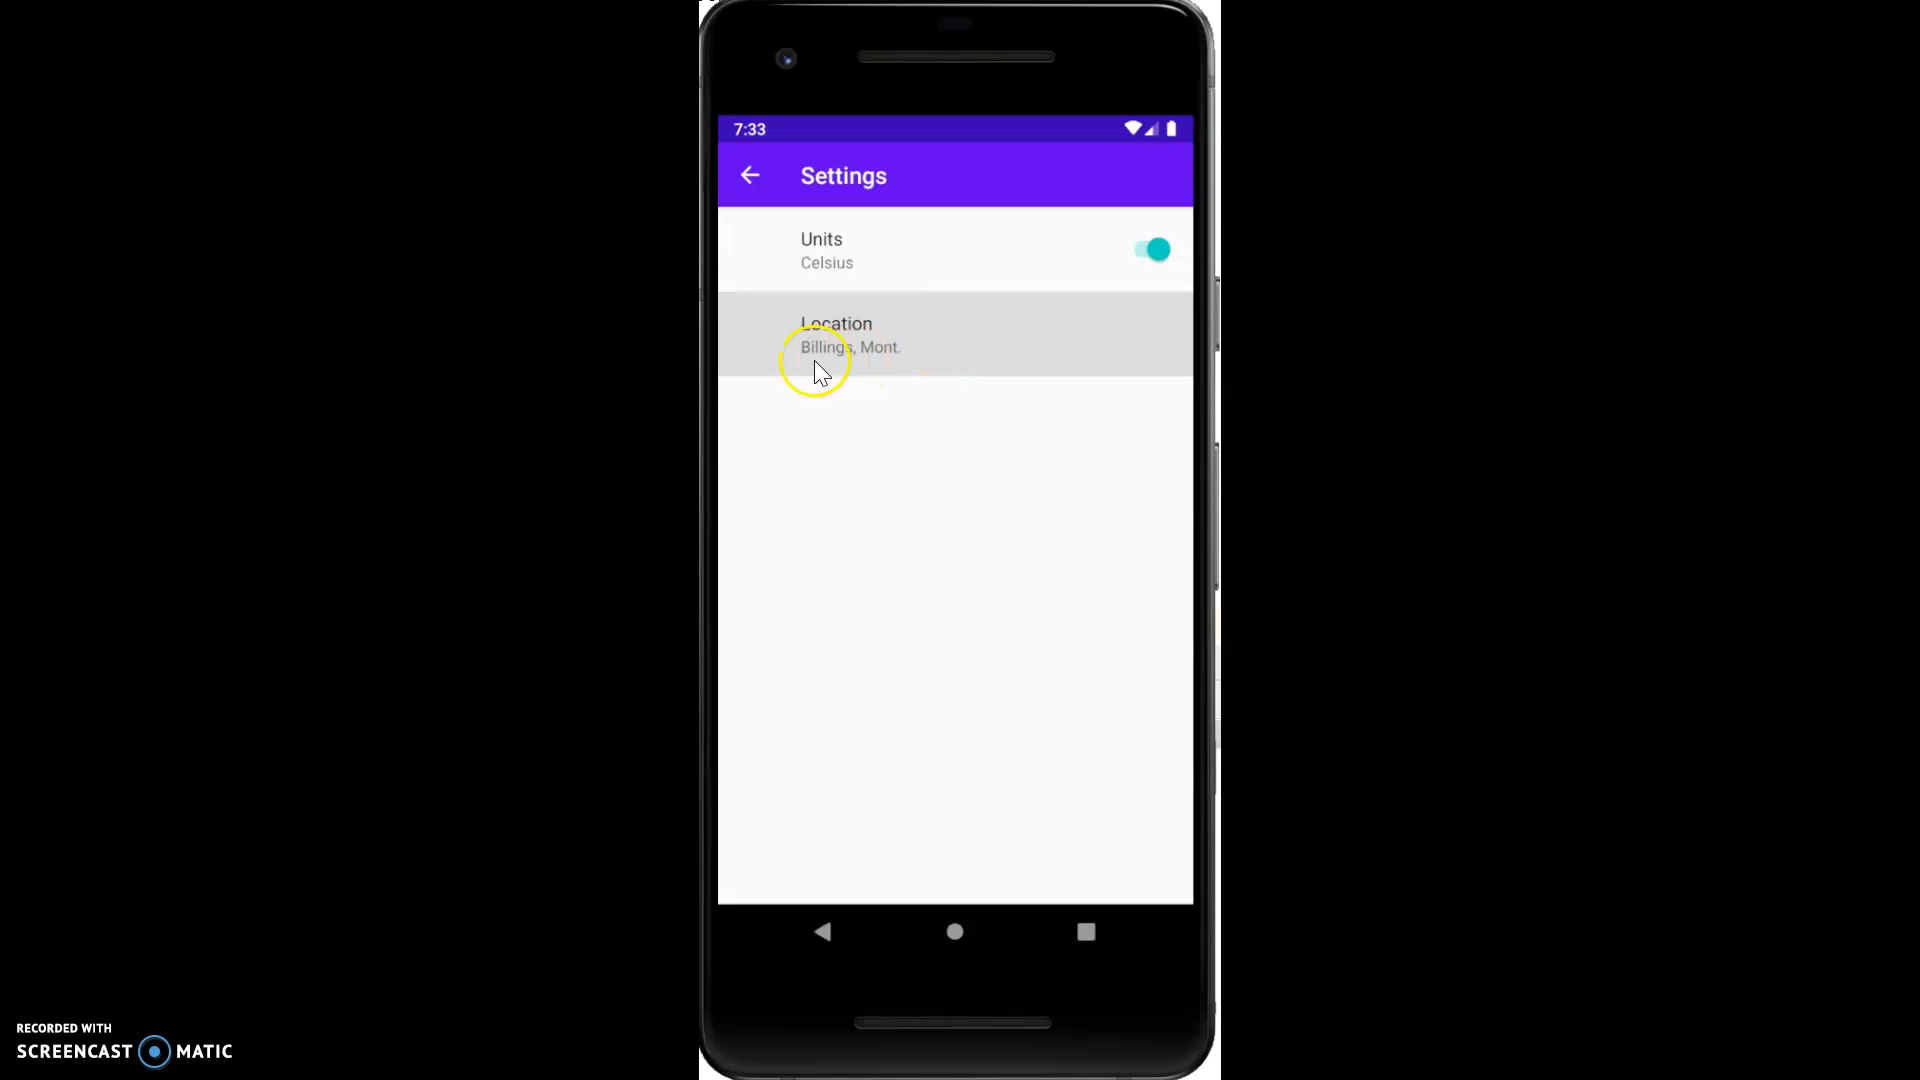 7:33
Settings
Units
Celsius
Location
Billings, Mont.
RECORDED WITH
SCREENCAST MATIC